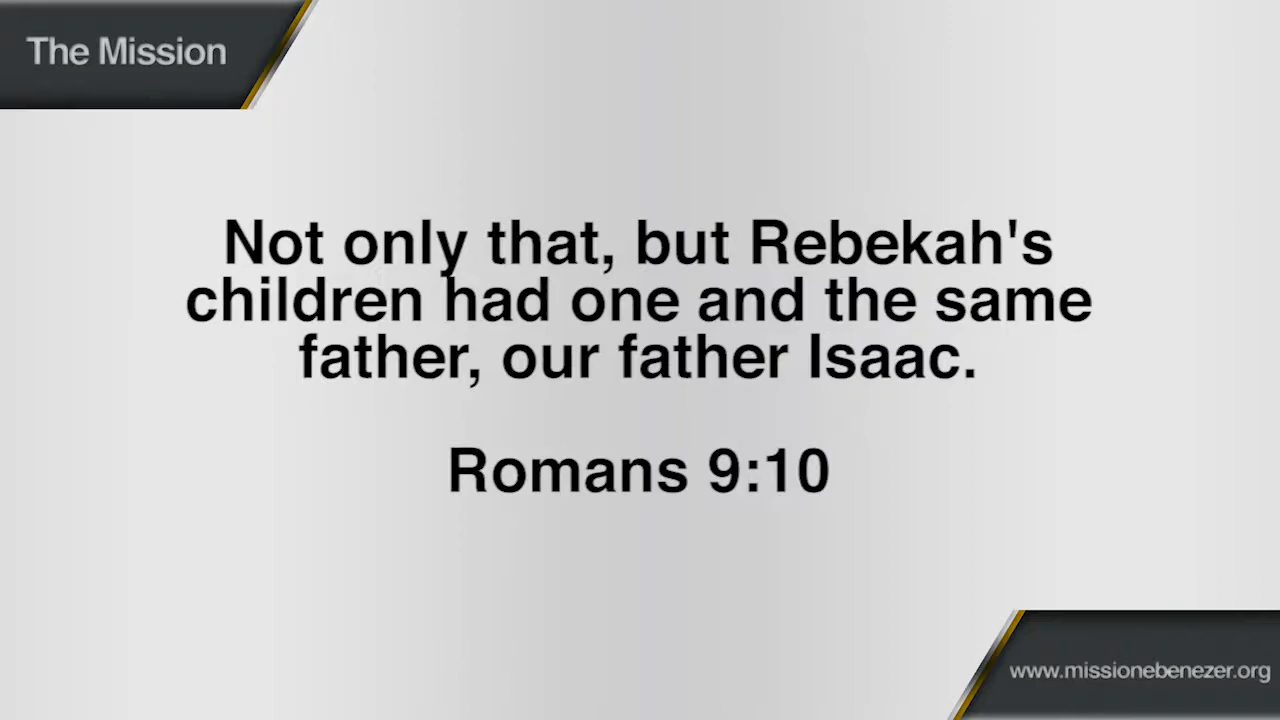 The Mission
Not only that, but Rebekah's
children had one and the same
father, our father Isaac.
Romans 9:10
www.missionebenezer.org